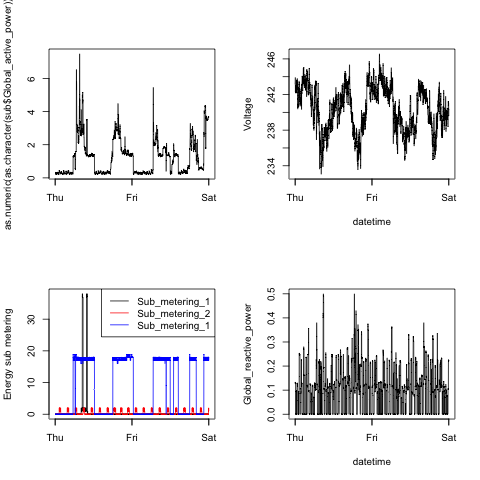 as.numeric(as.character(sub$Global_active_power))
0 2 4 6
Thu Fri Sat
Voltage
234 238 242 246
Thu Fri Sat
datetime
Energy sub metering
0 10 20 30
Sub_metering_1
Sub_metering_2
Sub_metering_1
Thu Fri Sat
Global_reactive_power
0.0 0.1 0.2 0.3 0.4 0.5
Thu Fri Sat
datetime